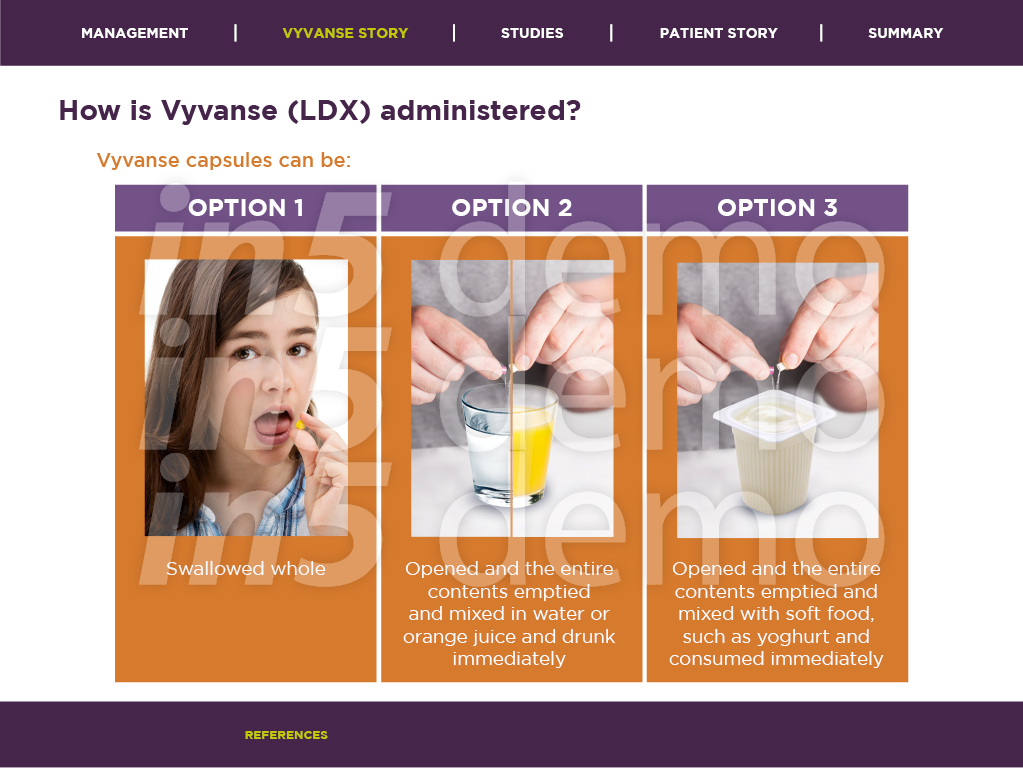 MANAGEMENT | VYVANSE STORY | STUDIES | PATIENT STORY | SUMMARY
How is Vyvanse (LDX) administered?
Vyvanse capsules can be:
OPTION 1
OPTION 2
OPTION 3
in5 demo
in5 demo
in5 demo
Swallowed whole
Opened and the entire
contents emptied
and mixed in water or
orange juice and drunk
immediately
Opened and the entire
contents emptied and
mixed with soft food,
such as yoghurt and
consumed immediately
REFERENCES